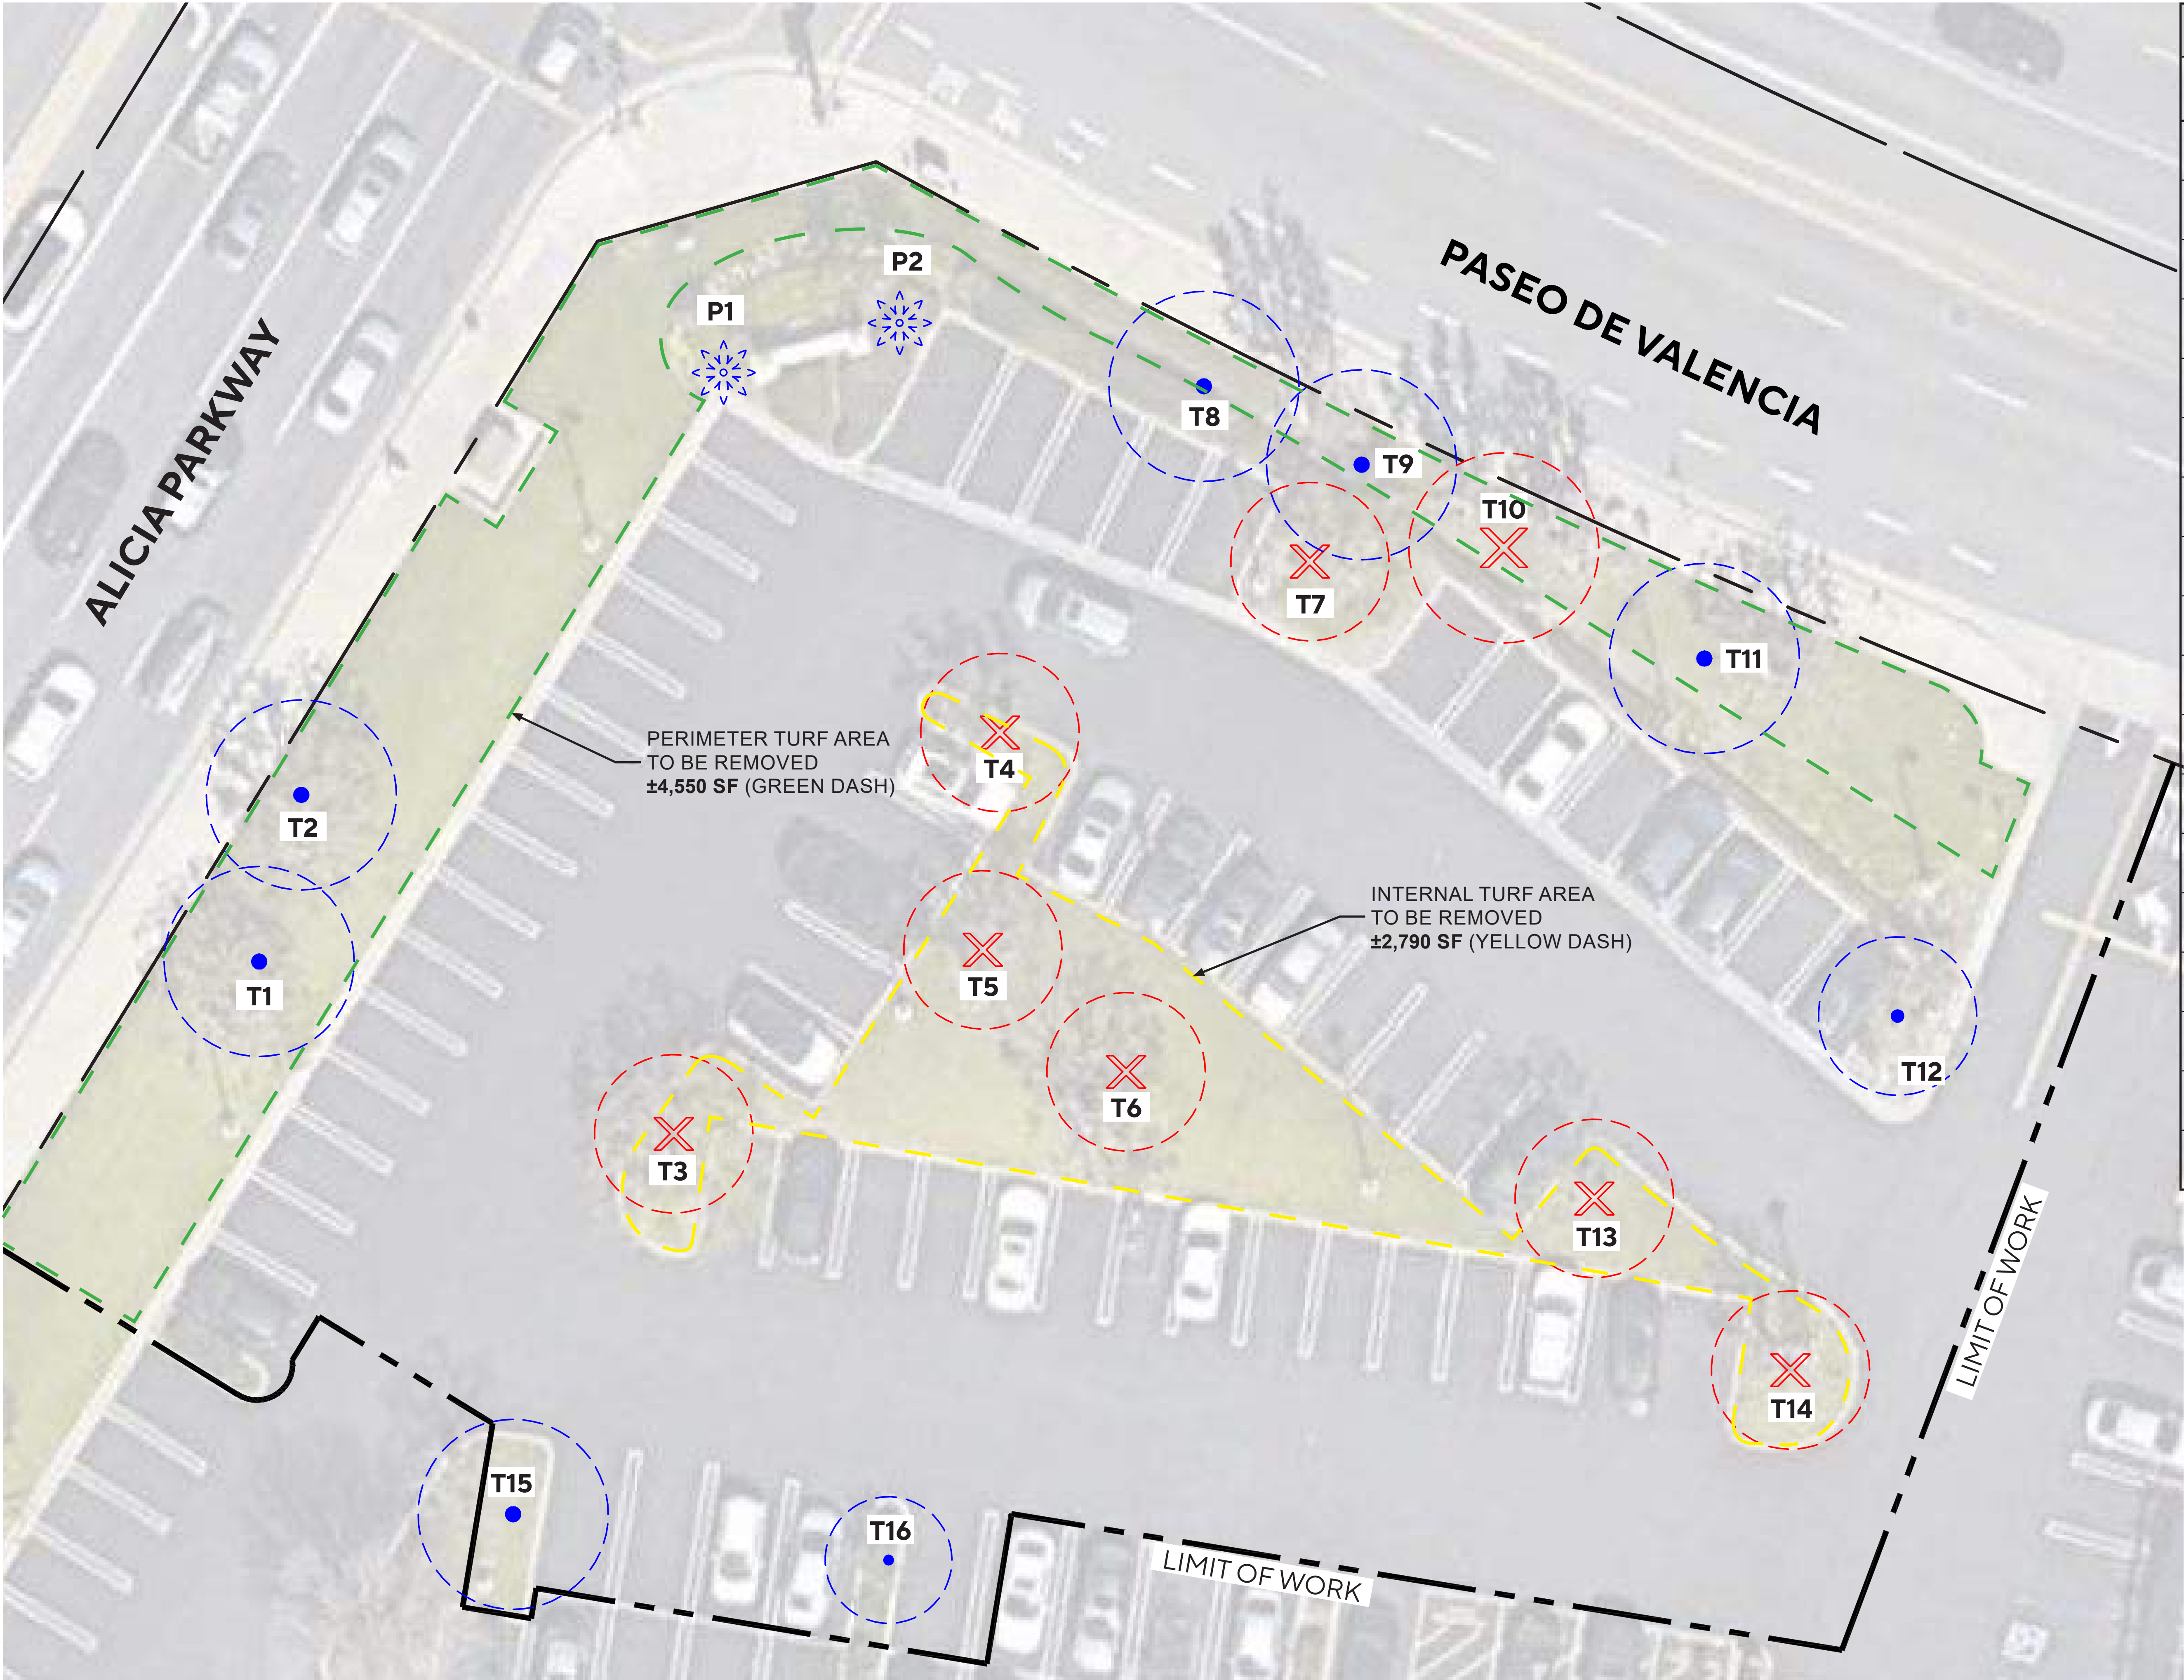 PASEO DE VALENCIA
ALICIA PARKWAY
P2
P1
T8
T9
T10
T7
T11
PERIMETER TURF AREA
TO BE REMOVED
±4,550 SF (GREEN DASH)
T4
T2
T1
INTERNAL TURF AREA
TO BE REMOVED
±2,790 SF (YELLOW DASH)
T5
T6
T12
T3
T13
T14
LIMIT OF WORK
T15
T16
LIMIT OF WORK